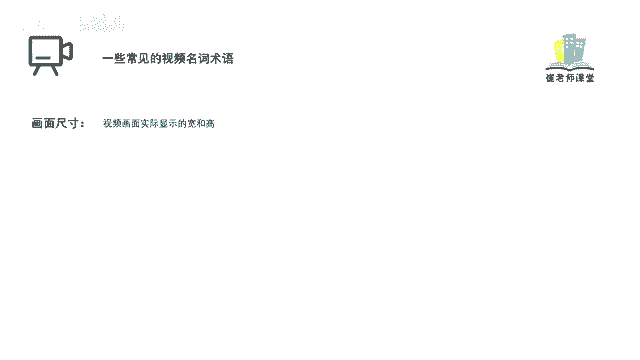 一些常见的视频名词术语
崔老师课堂
画面尺寸： 视频画面实际显示的宽和高